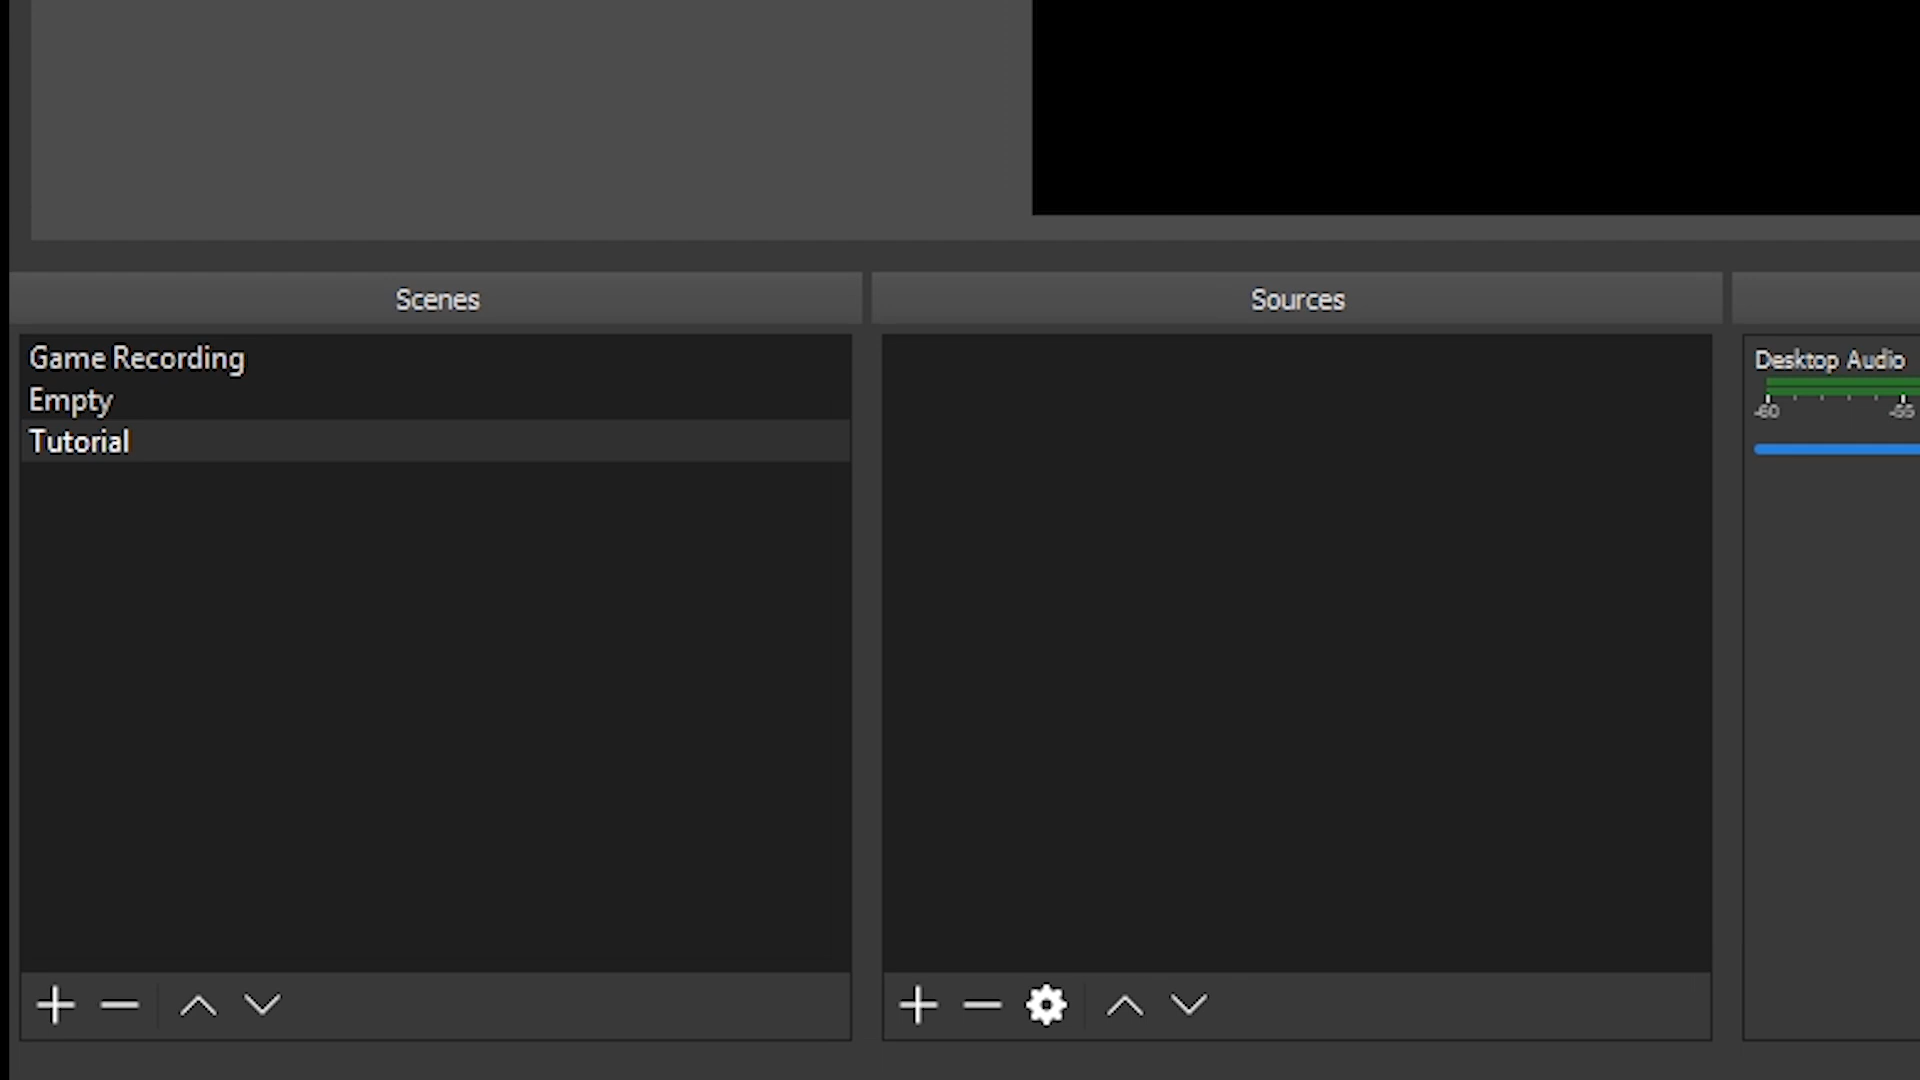 Scenes
Sources
Game Recording
Empty
Tutorial
Desktop Audio
-60
-55